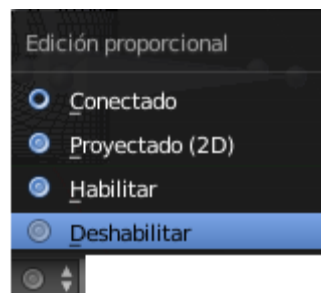 Edición proporcional
Conectado
Proyectado (2D)
Habilitar
Deshabilitar